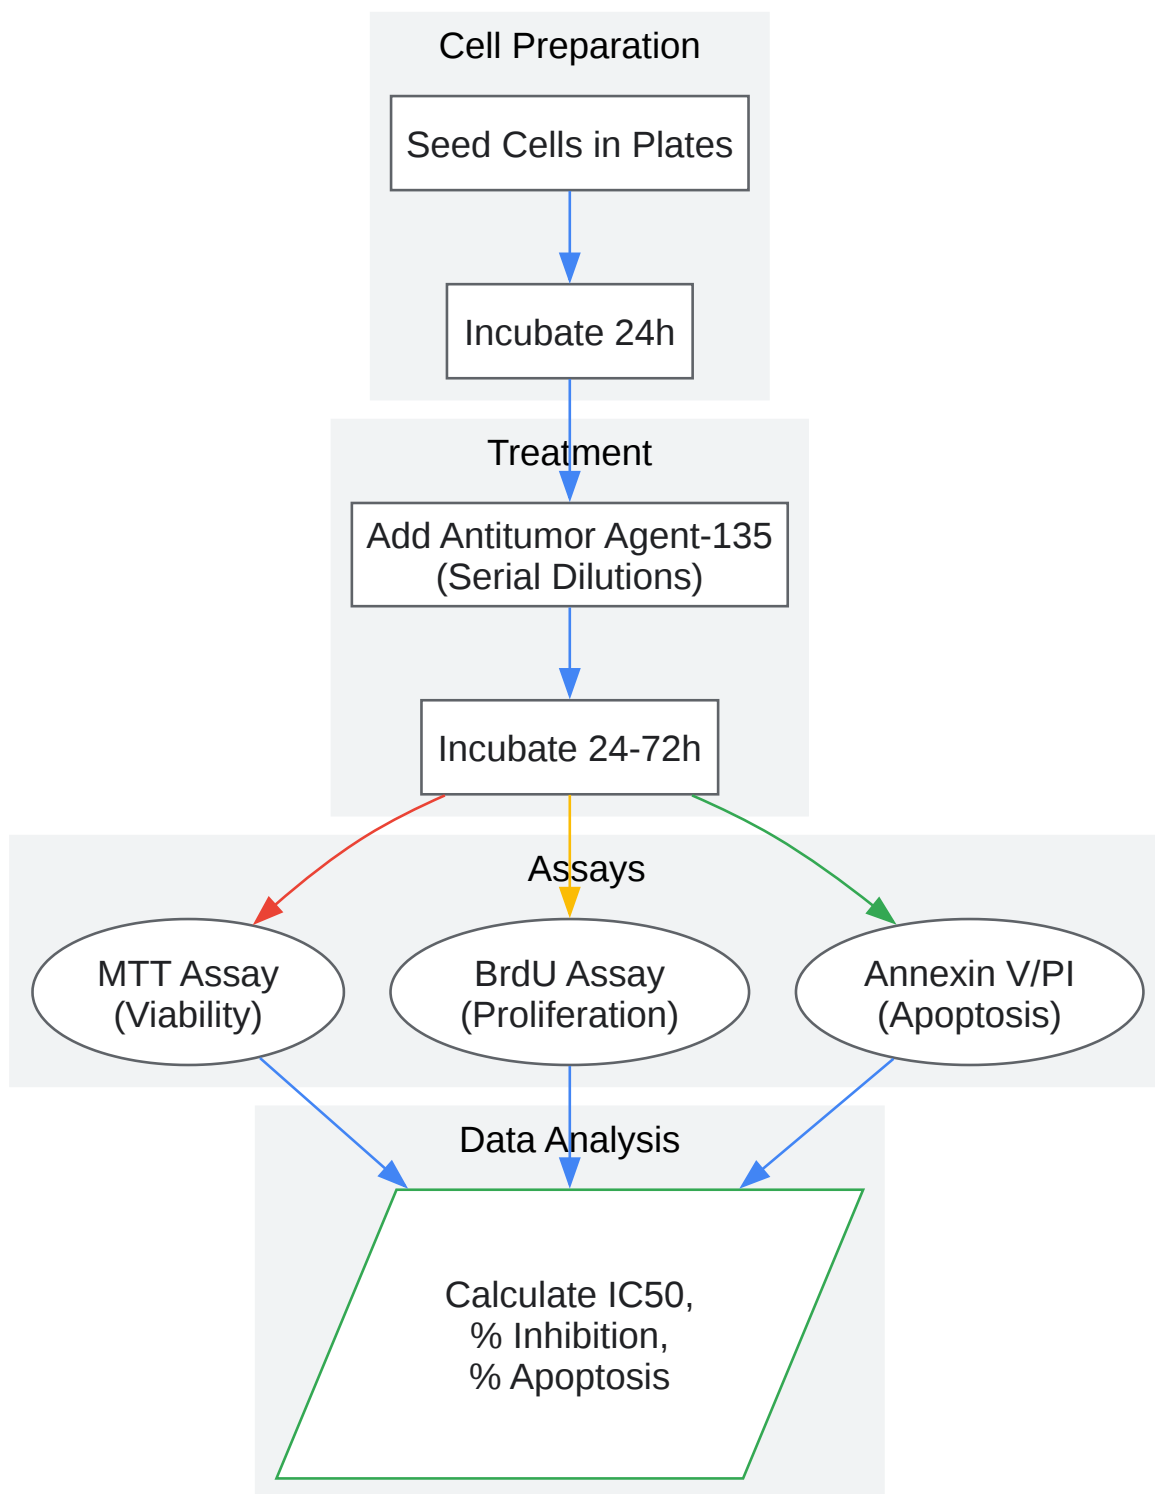 Cell Preparation
Seed Cells in Plates
Incubate 24h
Treatment
Add Antitumor Agent-135
(Serial Dilutions)
Incubate 24-72h
Assays
MTT Assay
(Viability)
BrdU Assay
(Proliferation)
Annexin V/PI
(Apoptosis)
Data Analysis
Calculate IC50,
% Inhibition,
% Apoptosis